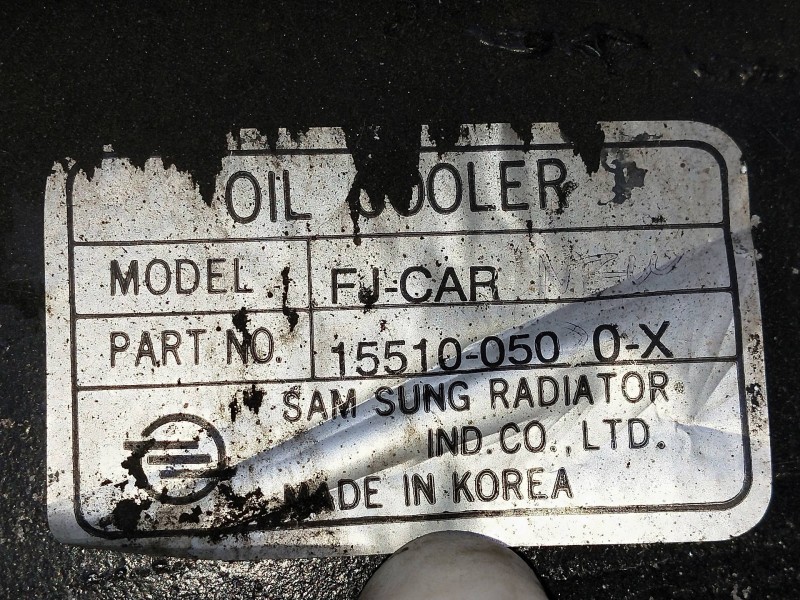 OIL COOLER
MODEL FJ-CAR
PART NO. 15510-050 0-X
SAM SUNG RADIATOR
IND. CO., LTD.
MADE IN KOREA